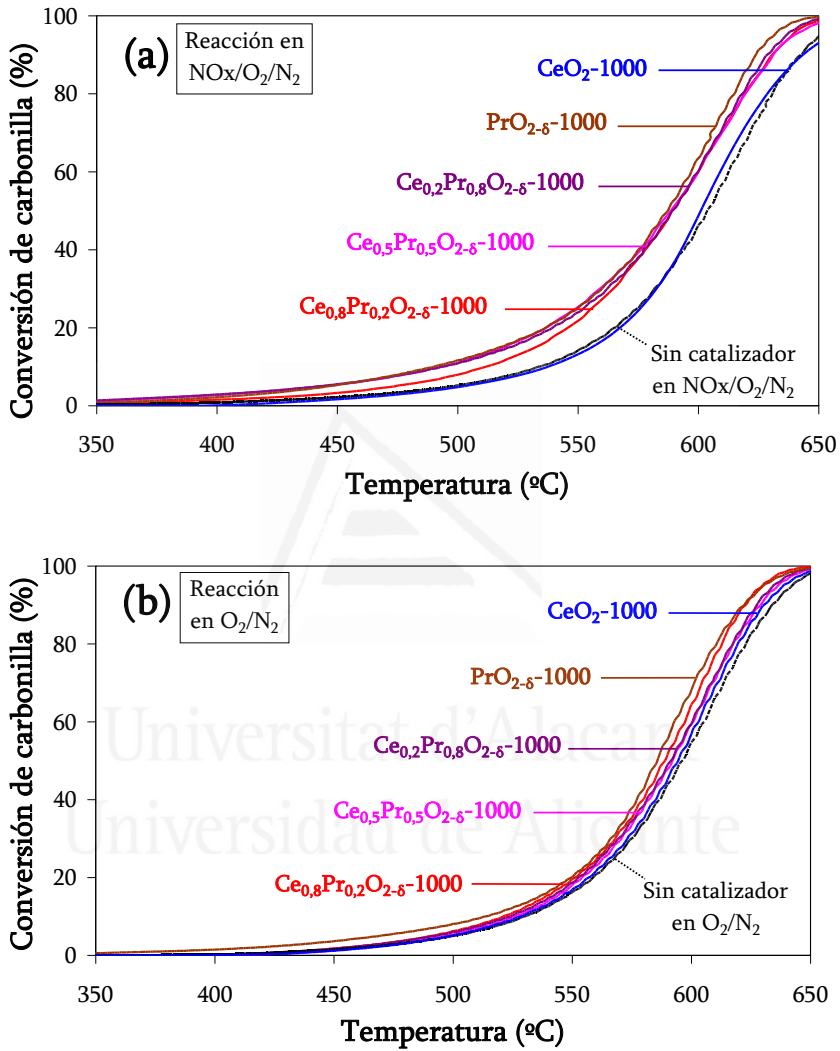 (a)
Reacción en
NOx/O₂/N₂
Conversión de carbonilla (%)
100
80
60
40
20
0
CeO₂-1000
PrO₂₋δ-1000
Ce₀,₂Pr₀,₈O₂₋δ-1000
Ce₀,₅Pr₀,₅O₂₋δ-1000
Ce₀,₈Pr₀,₂O₂₋δ-1000
Sin catalizador
en NOx/O₂/N₂
350 400 450 500 550 600 650
Temperatura (ºC)
(b)
Reacción
en O₂/N₂
Conversión de carbonilla (%)
100
80
60
40
20
0
CeO₂-1000
PrO₂₋δ-1000
Ce₀,₂Pr₀,₈O₂₋δ-1000
Ce₀,₅Pr₀,₅O₂₋δ-1000
Ce₀,₈Pr₀,₂O₂₋δ-1000
Sin catalizador
en O₂/N₂
350 400 450 500 550 600 650
Temperatura (ºC)
Universitat d'Alacant
Universidad de Alicante